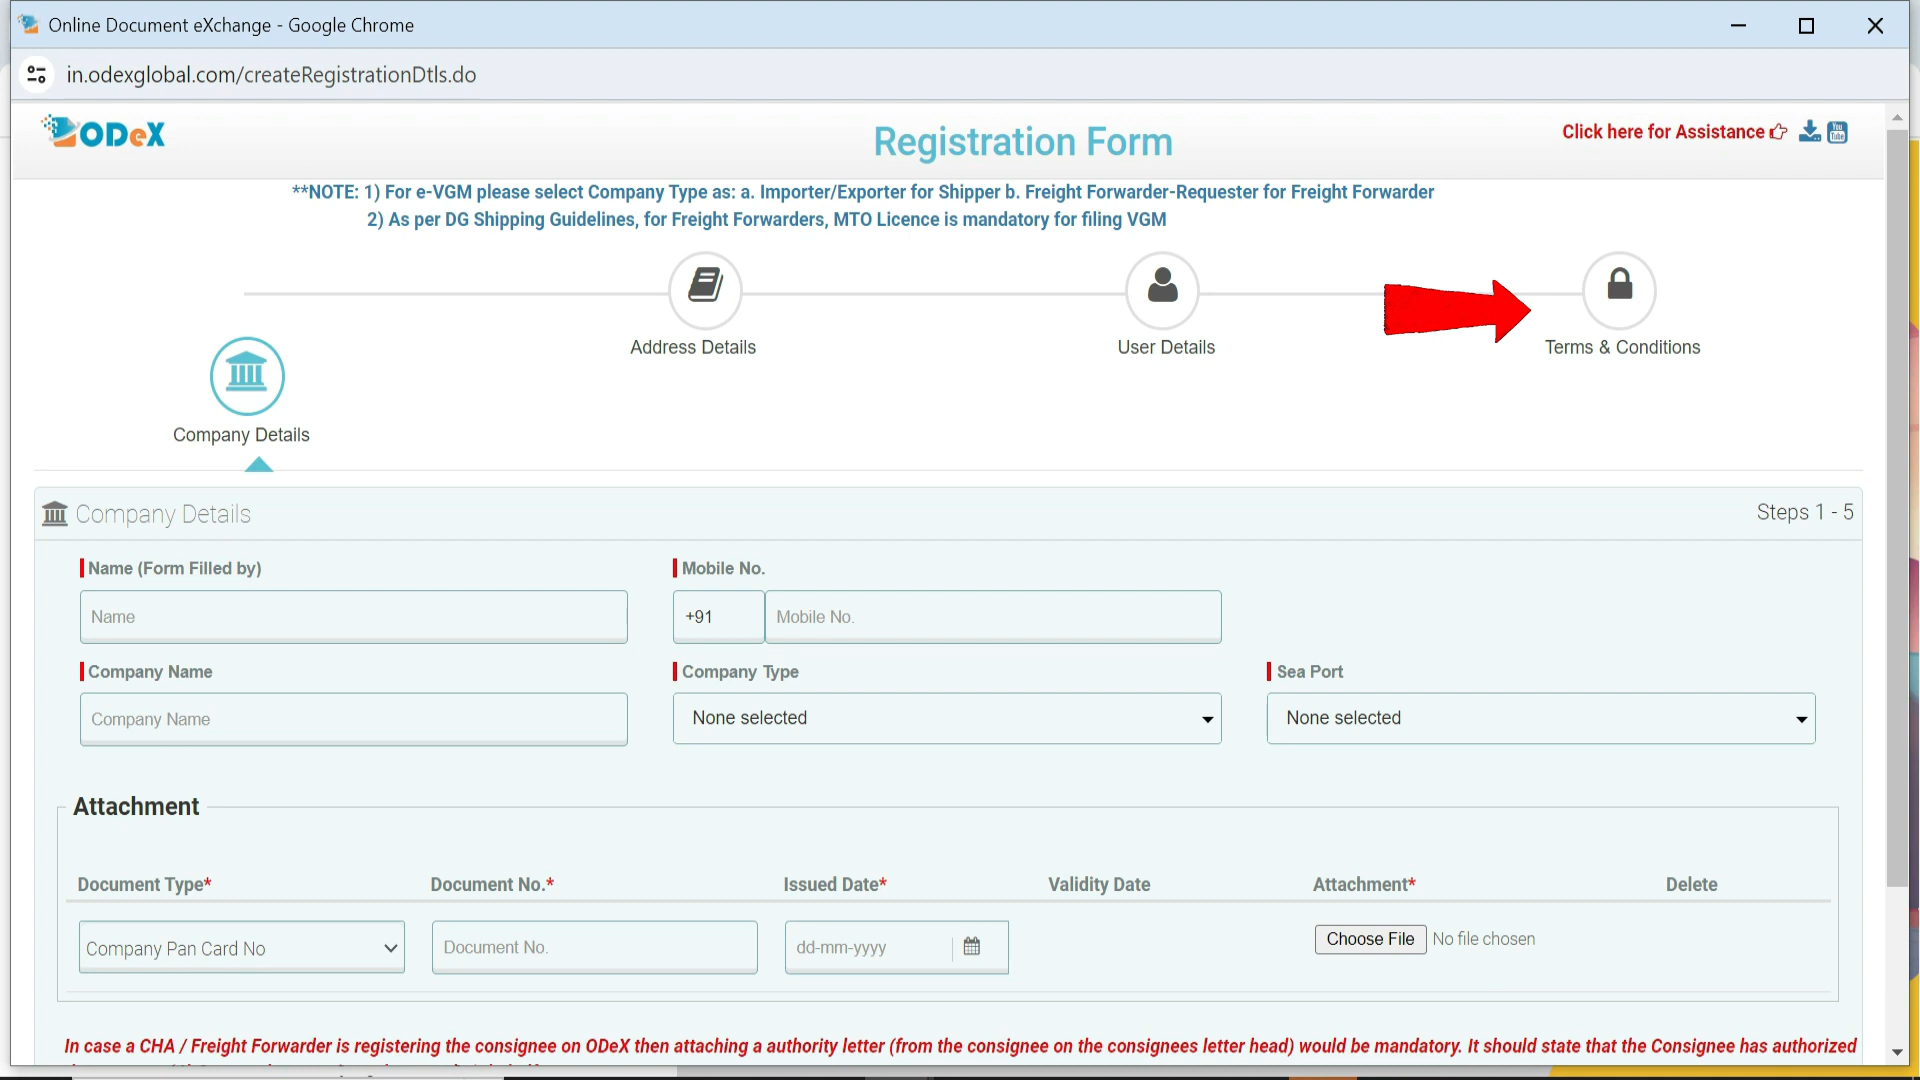 Online Document eXchange - Google Chrome
in.odexglobal.com/createRegistrationDtls.do
ODeX
Registration Form
Click here for Assistance
You Tube
**NOTE: 1) For e-VGM please select Company Type as: a. Importer/Exporter for Shipper b. Freight Forwarder-Requester for Freight Forwarder
2) As per DG Shipping Guidelines, for Freight Forwarders, MTO Licence is mandatory for filing VGM
Address Details
User Details
Terms & Conditions
Company Details
Company Details
Steps 1 - 5
Name (Form Filled by)
Mobile No.
Name
+91
Mobile No.
Company Name
Company Type
Sea Port
Company Name
None selected
None selected
Attachment
Document Type*
Document No.*
Issued Date*
Validity Date
Attachment*
Delete
Company Pan Card No
Document No.
dd-mm-yyyy
Choose File
No file chosen
In case a CHA / Freight Forwarder is registering the consignee on ODeX then attaching a authority letter (from the consignee on the consignees letter head) would be mandatory. It should state that the Consignee has authorized